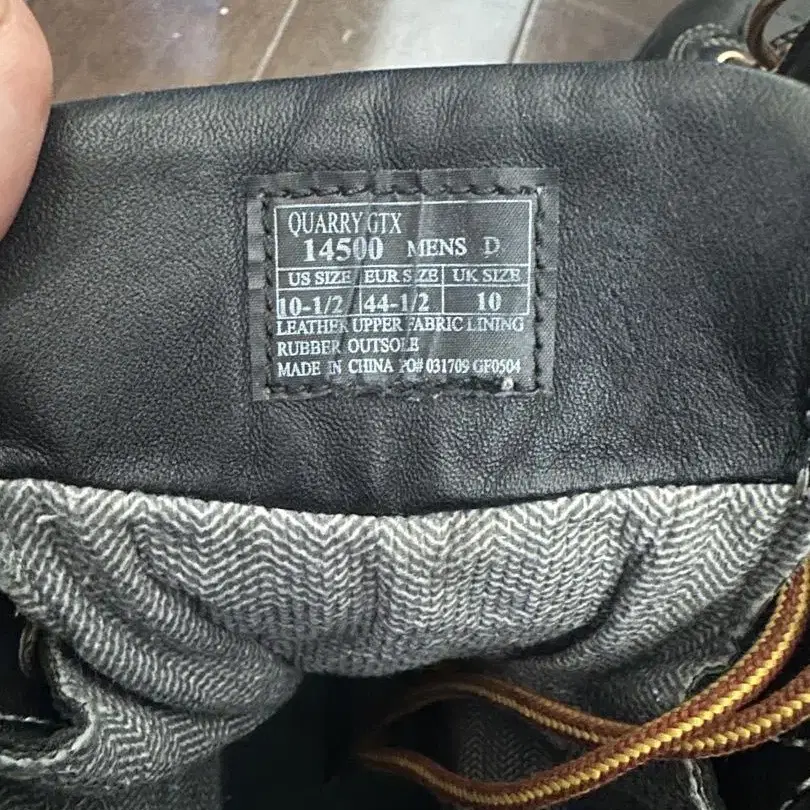 QUARRY GTX
14500 MENS D
US SIZE EUR SIZE UK SIZE
10-1/2 44-1/2 10
LEATHER UPPER FABRIC LINING
RUBBER OUTSOLE
MADE IN CHINA PO# 031709 GF0504